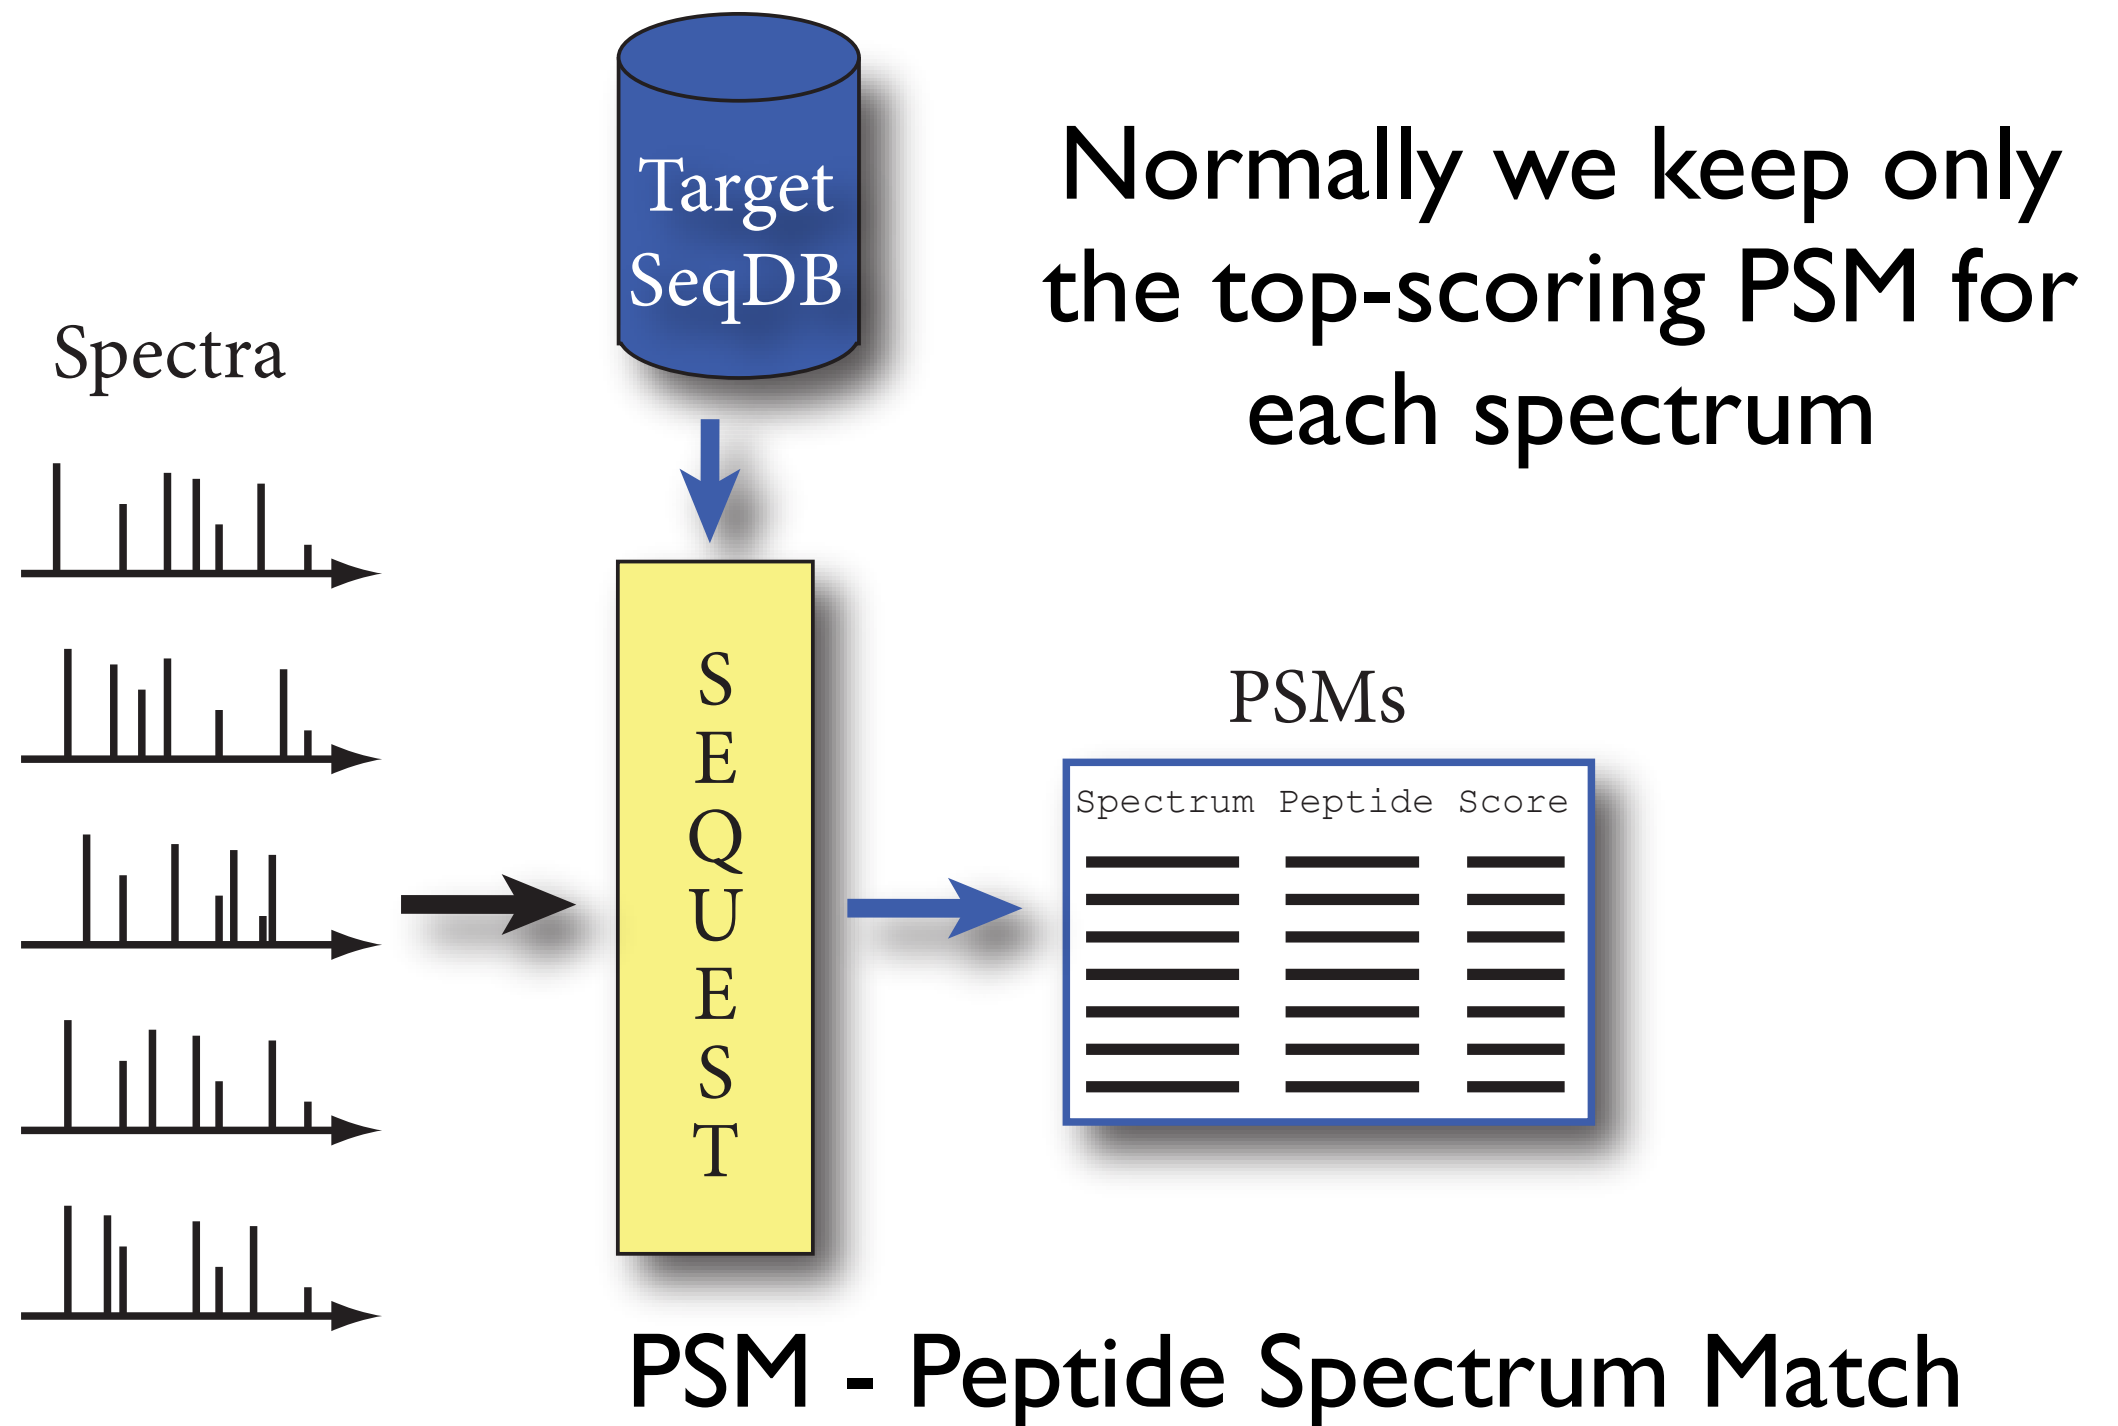 Target
SeqDB
Normally we keep only
the top-scoring PSM for
each spectrum
Spectra
S
E
Q
U
E
S
T
PSMs
Spectrum Peptide Score
PSM - Peptide Spectrum Match